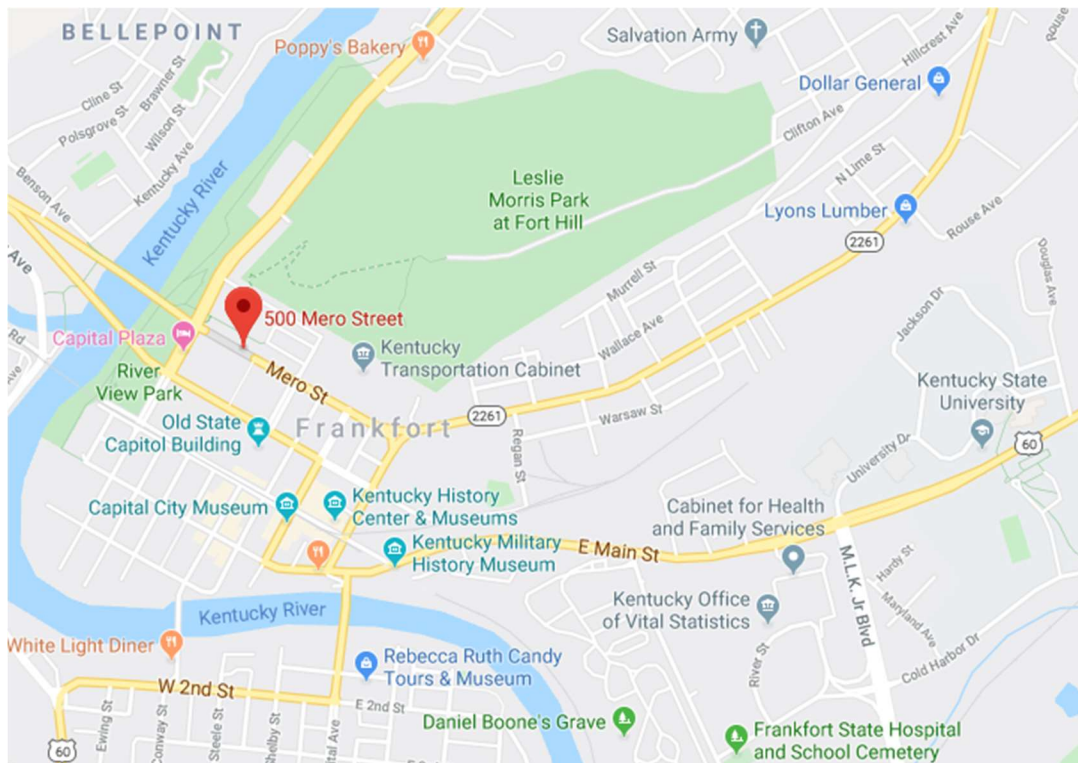 BELLEPOINT
Poppy's Bakery
Salvation Army
Hillcrest Ave
Rouse
Dollar General
Cline St
Brawner St
Polsgrove St
Wilson St
Clifton Ave
Kentucky Ave
Benson Ave
Kentucky River
N Lime St
Leslie
Morris Park
at Fort Hill
Lyons Lumber
Rouse Ave
2261
Ave
Douglas Ave
Murrell St
Jackson Dr
Rd
500 Mero Street
Capital Plaza
Wallace Ave
Kentucky
Transportation Cabinet
River
View Park
Mero St
Kentucky State
University
Warsaw St
2261
Old State
Capitol Building
Frankfort
Regan St
University Dr
60
Capital City Museum
Kentucky History
Center & Museums
Cabinet for Health
and Family Services
Kentucky Military
History Museum
E Main St
M.L.K. Jr Blvd
Hardy St
Maryland Ave
Kentucky River
Kentucky Office
of Vital Statistics
White Light Diner
River St
Cold Harbor Dr
Rebecca Ruth Candy
Tours & Museum
W 2nd St
E 2nd St
Daniel Boone's Grave
Frankfort State Hospital
and School Cemetery
60
Ewing St
Conway St
Steele St
Shelby St
ital Ave